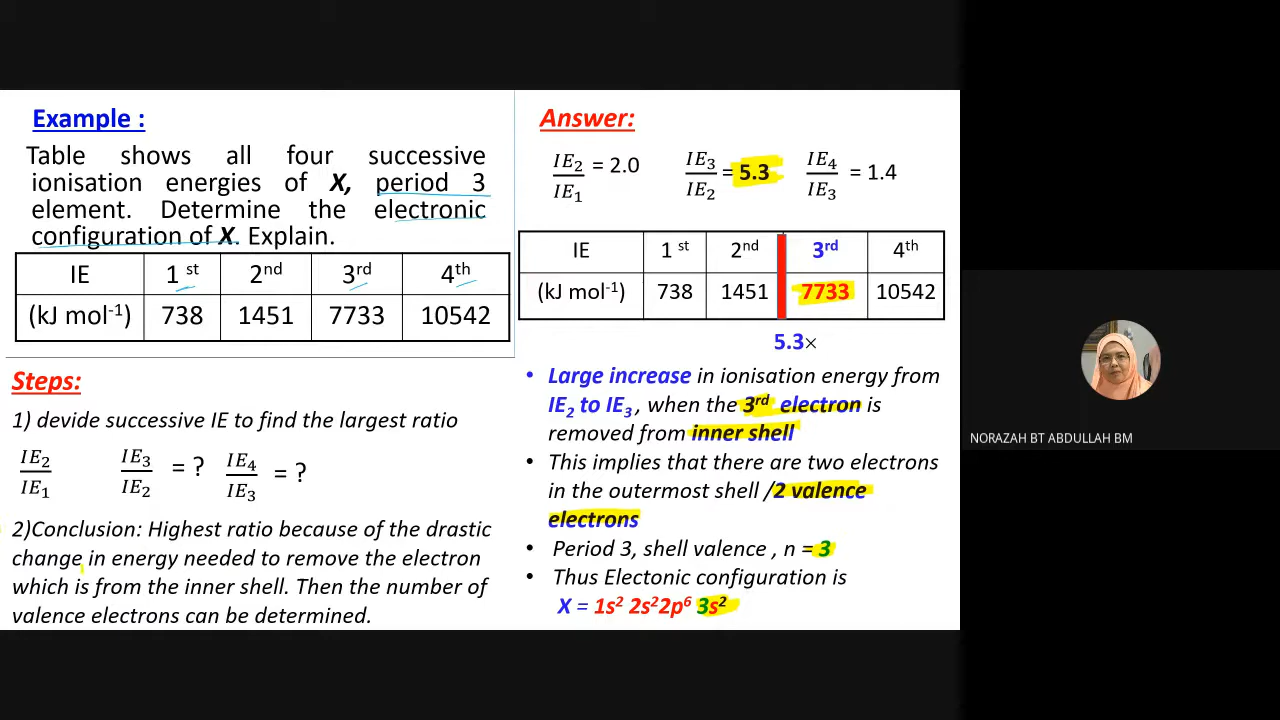 Example :
Table shows all four successive
ionisation energies of X, period 3
element. Determine the electronic
configuration of X. Explain.
IE 1 st 2nd 3rd 4th
(kJ mol-1) 738 1451 7733 10542
Steps:
1) devide successive IE to find the largest ratio
IE2/IE1 IE3/IE2 = ? IE4/IE3 = ?
2)Conclusion: Highest ratio because of the drastic
change in energy needed to remove the electron
which is from the inner shell. Then the number of
valence electrons can be determined.
Answer:
IE2/IE1 = 2.0 IE3/IE2 = 5.3 IE4/IE3 = 1.4
IE 1 st 2nd 3rd 4th
(kJ mol-1) 738 1451 7733 10542
5.3×
• Large increase in ionisation energy from
IE2 to IE3 , when the 3rd electron is
removed from inner shell
• This implies that there are two electrons
in the outermost shell /2 valence
electrons
• Period 3, shell valence , n = 3
• Thus Electonic configuration is
X = 1s2 2s22p6 3s2
NORAZAH BT ABDULLAH BM